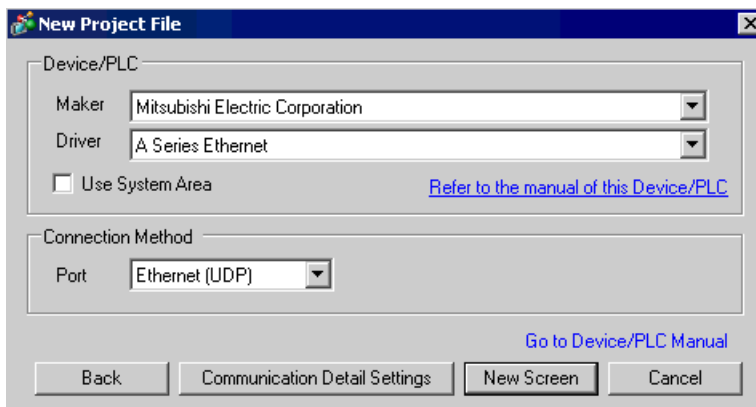 New Project File
Device/PLC
Maker Mitsubishi Electric Corporation
Driver A Series Ethernet
Use System Area Refer to the manual of this Device/PLC
Connection Method
Port Ethernet (UDP)
Go to Device/PLC Manual
Back Communication Detail Settings New Screen Cancel